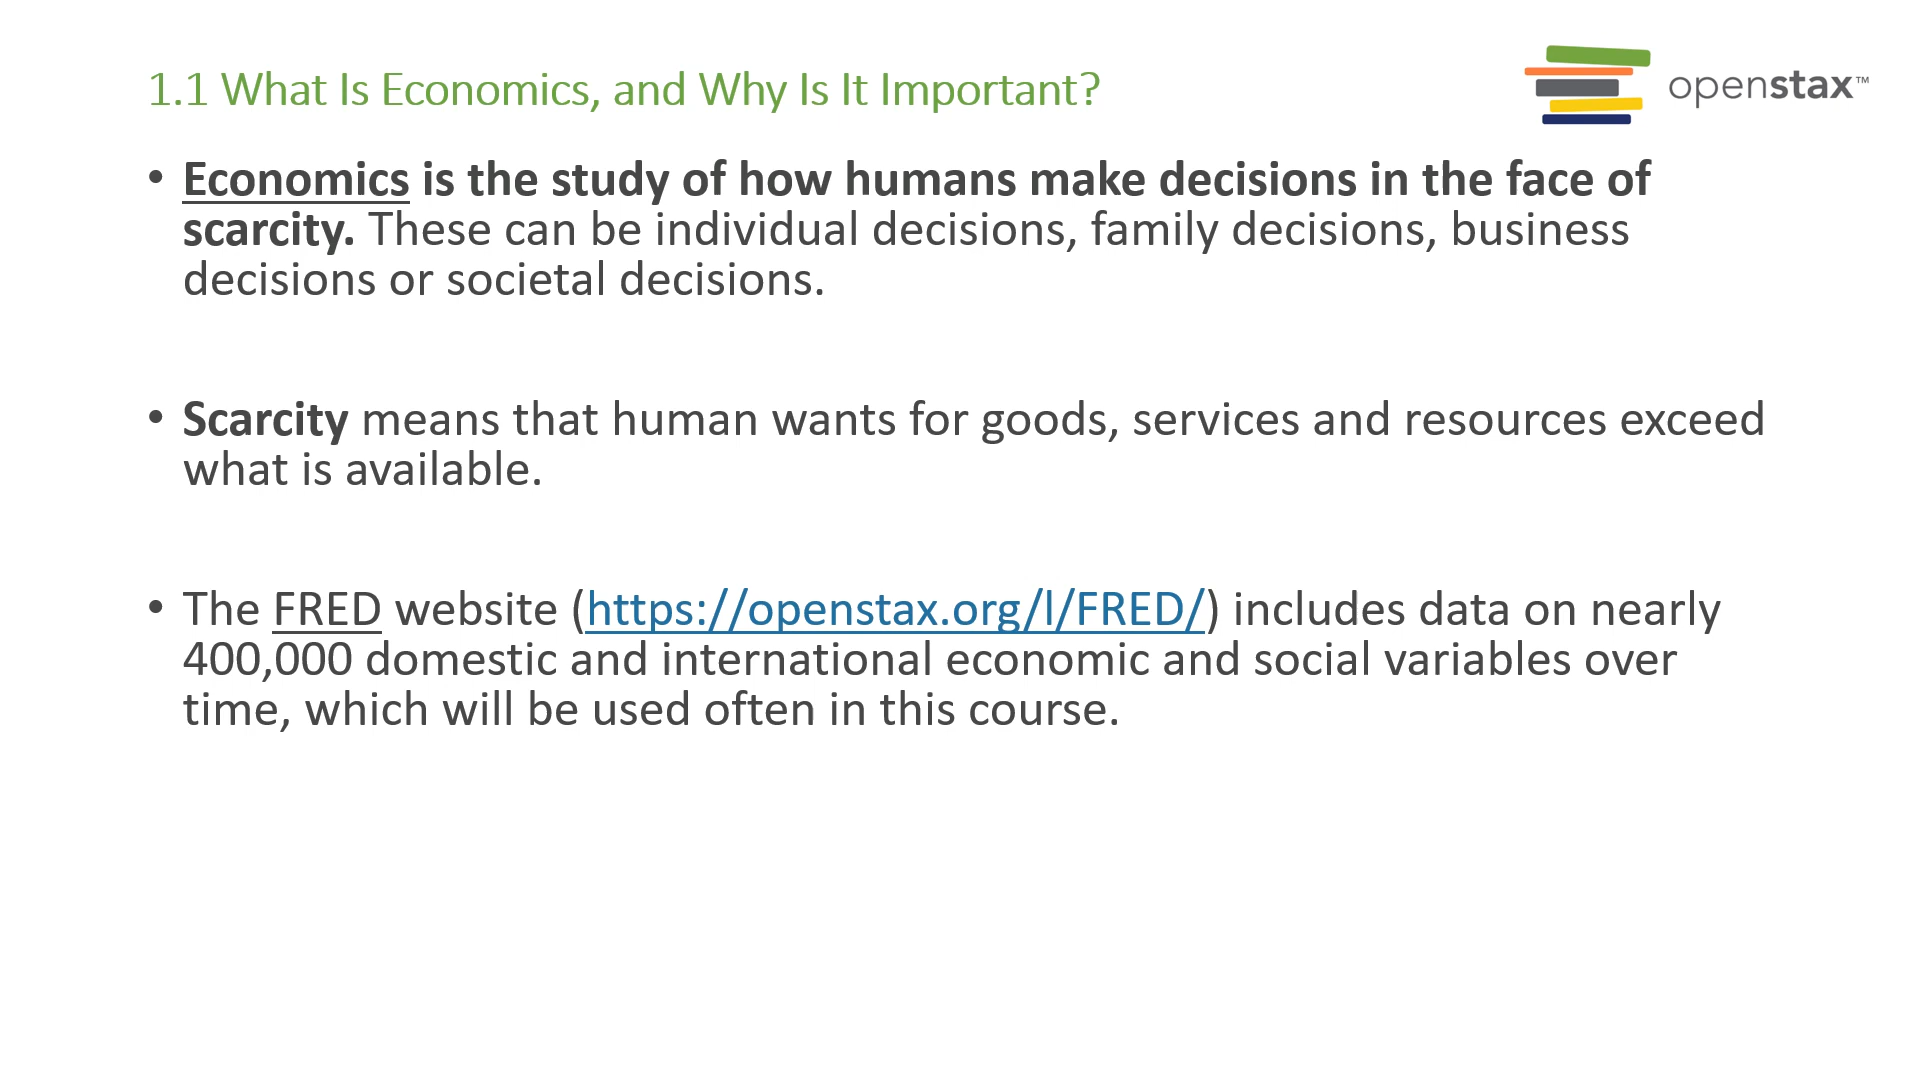 1.1 What Is Economics, and Why Is It Important?
openstax™
• Economics is the study of how humans make decisions in the face of
scarcity. These can be individual decisions, family decisions, business
decisions or societal decisions.
• Scarcity means that human wants for goods, services and resources exceed
what is available.
• The FRED website (https://openstax.org/l/FRED/) includes data on nearly
400,000 domestic and international economic and social variables over
time, which will be used often in this course.